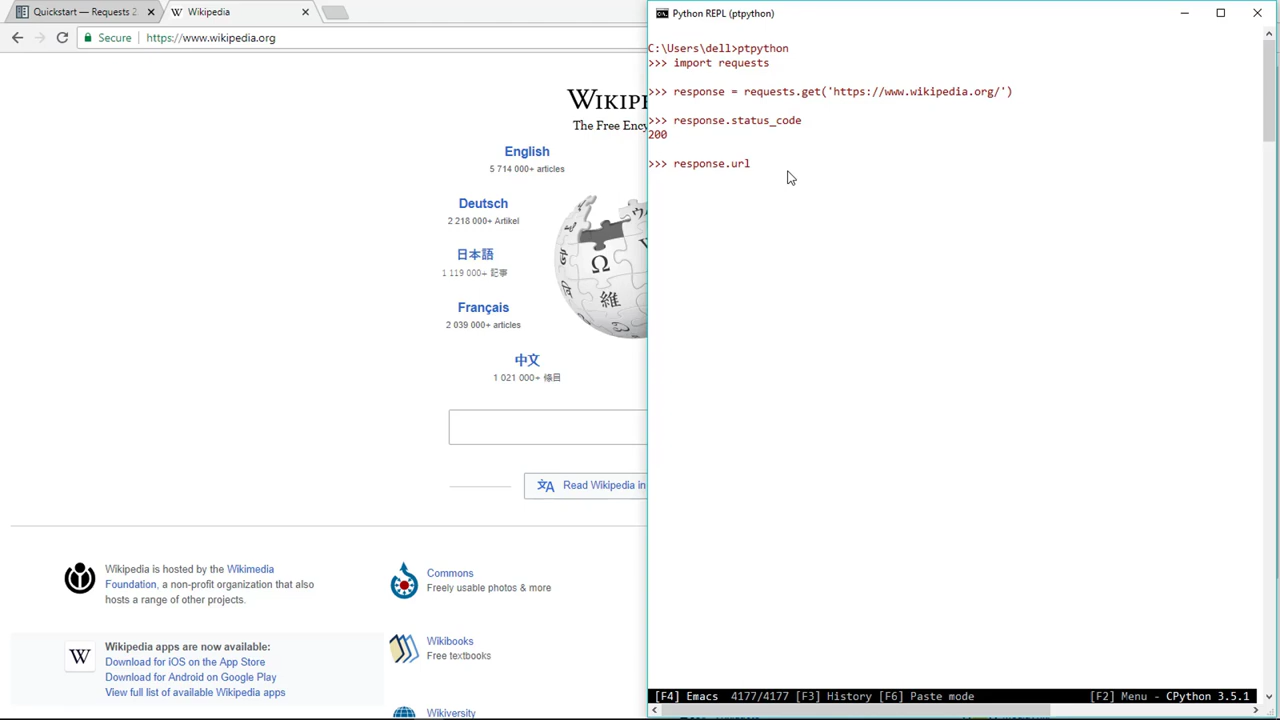 Quickstart — Requests 2
Wikipedia
Secure
https://www.wikipedia.org
WIKIP
The Free Ency
English
5 714 000+ articles
Deutsch
2 218 000+ Artikel
日本語
1 119 000+ 記事
Français
2 039 000+ articles
中文
1 021 000+ 條目
Ω
維
Read Wikipedia in
Wikipedia is hosted by the Wikimedia
Foundation, a non-profit organization that also
hosts a range of other projects.
Commons
Freely usable photos & more
W
Wikipedia apps are now available:
Download for iOS on the App Store
Download for Android on Google Play
View full list of available Wikipedia apps
Wikibooks
Free textbooks
Wikiversity
Python REPL (ptpython)
C:\Users\dell>ptpython
>>> import requests
>>> response = requests.get('https://www.wikipedia.org/')
>>> response.status_code
200
>>> response.url
[F4] Emacs 4177/4177 [F3] History [F6] Paste mode [F2] Menu - CPython 3.5.1